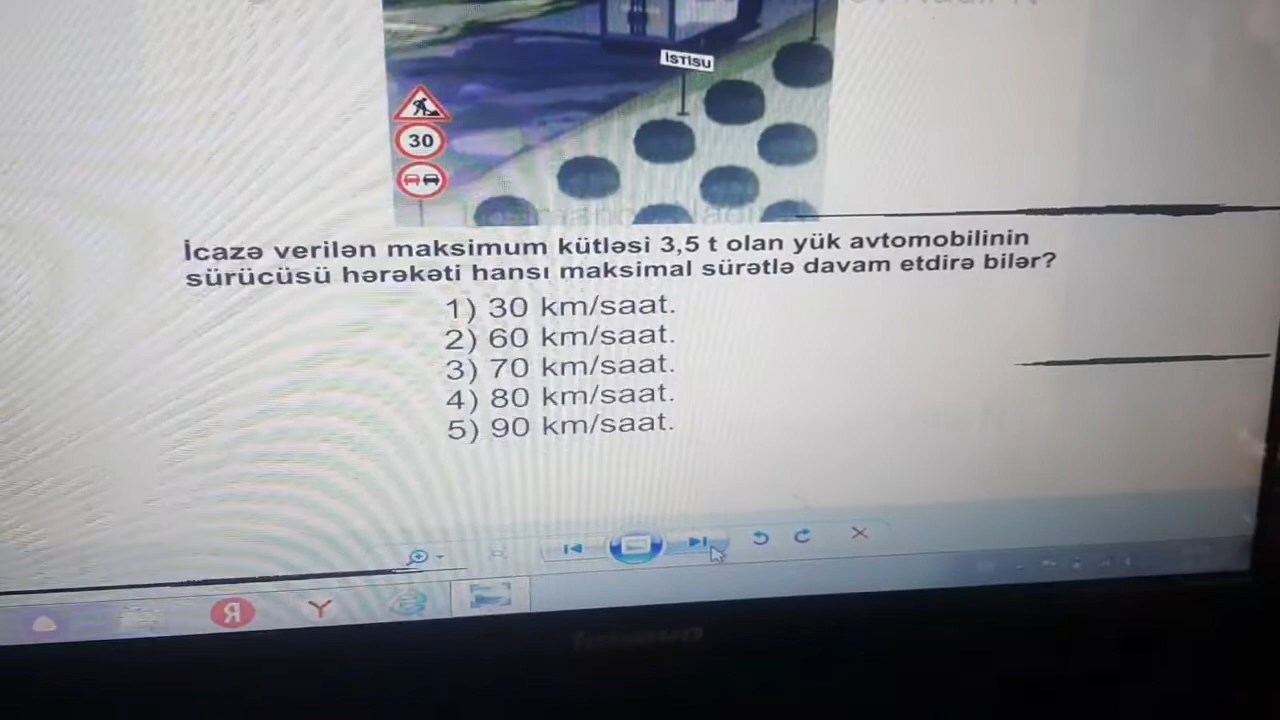 İSTİSU
30
İcazə verilən maksimum kütləsi 3,5 t olan yük avtomobilinin
sürücüsü hərəkəti hansı maksimal sürətlə davam etdirə bilər?
1) 30 km/saat.
2) 60 km/saat.
3) 70 km/saat.
4) 80 km/saat.
5) 90 km/saat.
Я
Y